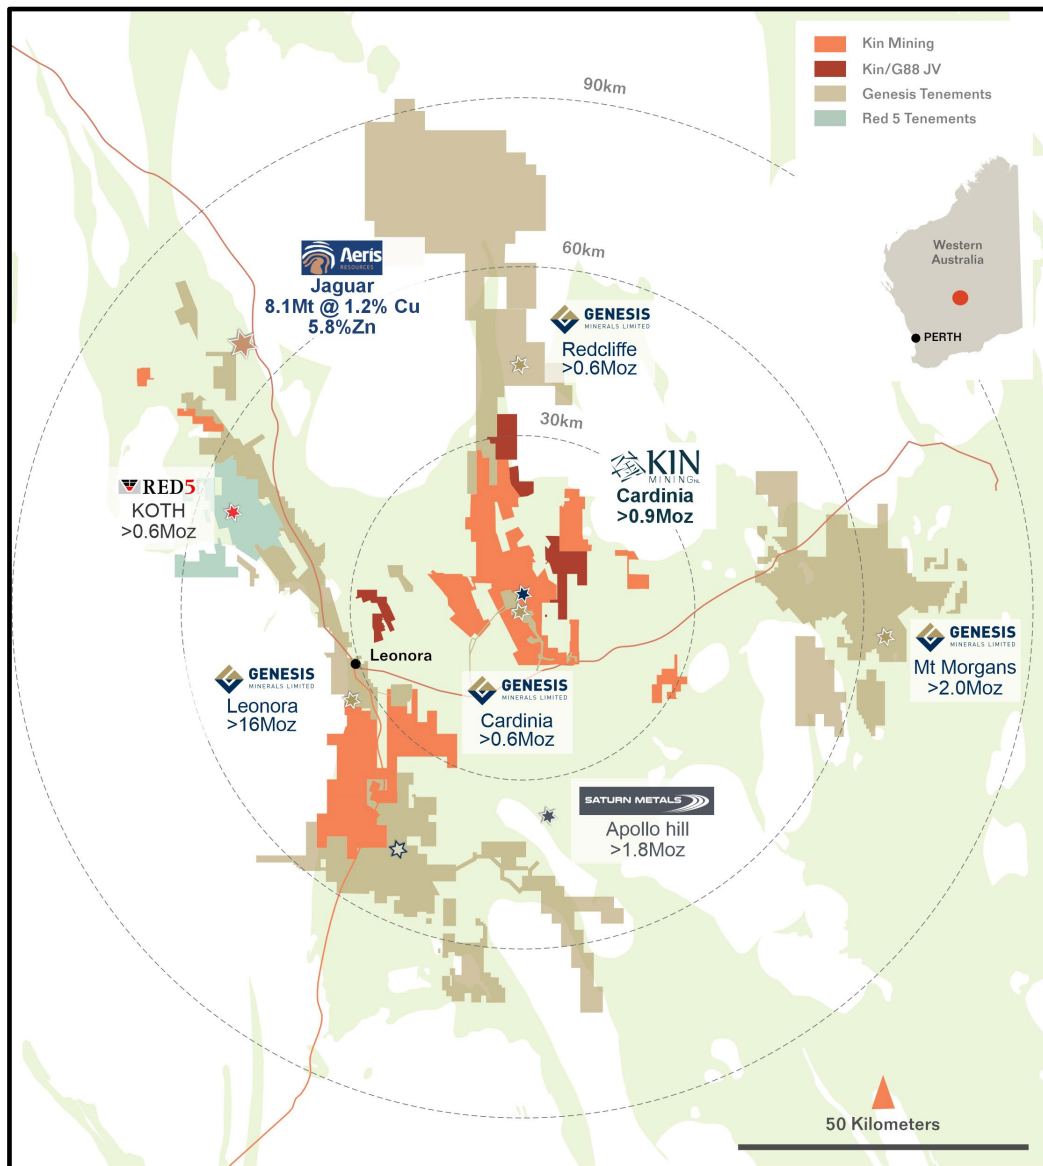 Kin Mining
Kin/G88 JV
Genesis Tenements
Red 5 Tenements
90km
Western
Australia
PERTH
60km
Aeris
RESOURCES
Jaguar
8.1Mt @ 1.2% Cu
5.8%Zn
GENESIS
MINERALS LIMITED
Redcliffe
>0.6Moz
30km
KIN
MINING NL
Cardinia
>0.9Moz
RED5
KOTH
>0.6Moz
Leonora
GENESIS
MINERALS LIMITED
Mt Morgans
>2.0Moz
GENESIS
MINERALS LIMITED
Leonora
>16Moz
GENESIS
MINERALS LIMITED
Cardinia
>0.6Moz
SATURN METALS
Apollo hill
>1.8Moz
50 Kilometers